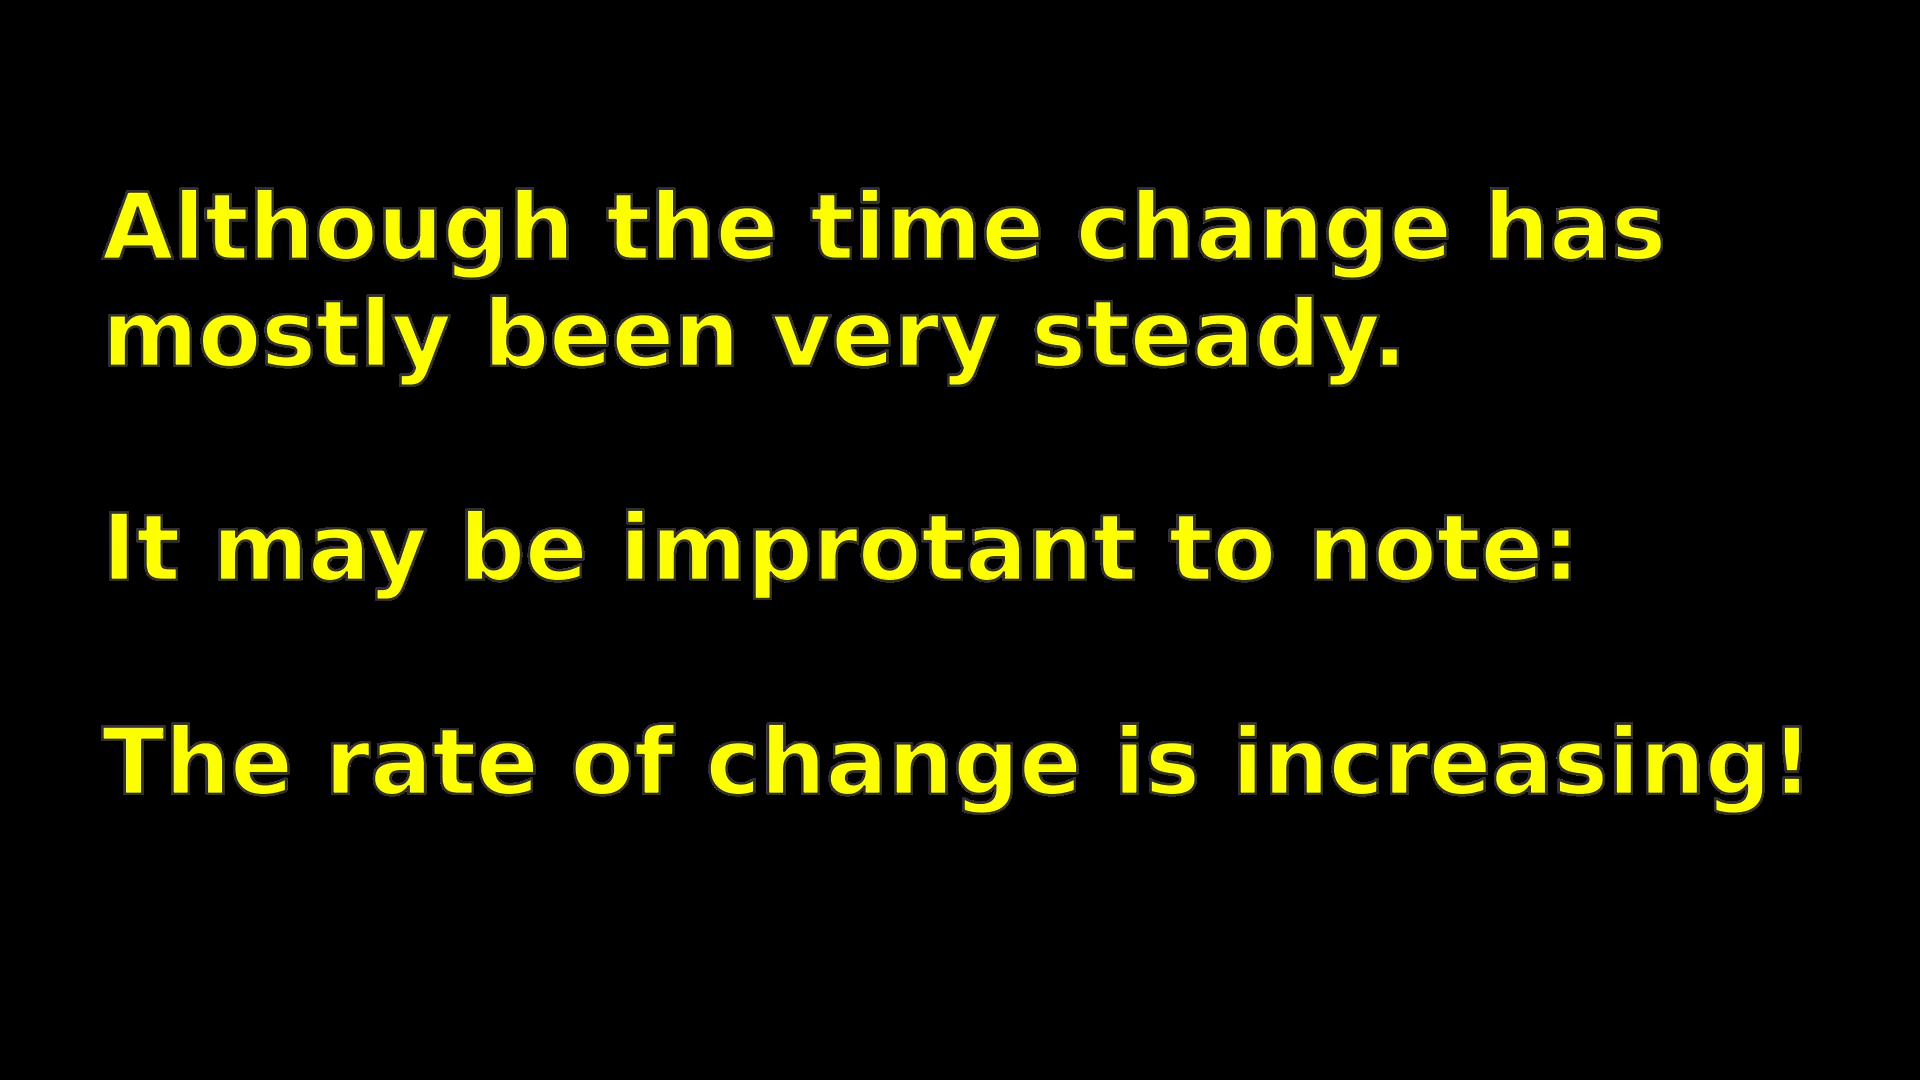 Although the time change has
mostly been very steady.
It may be improtant to note:
The rate of change is increasing!